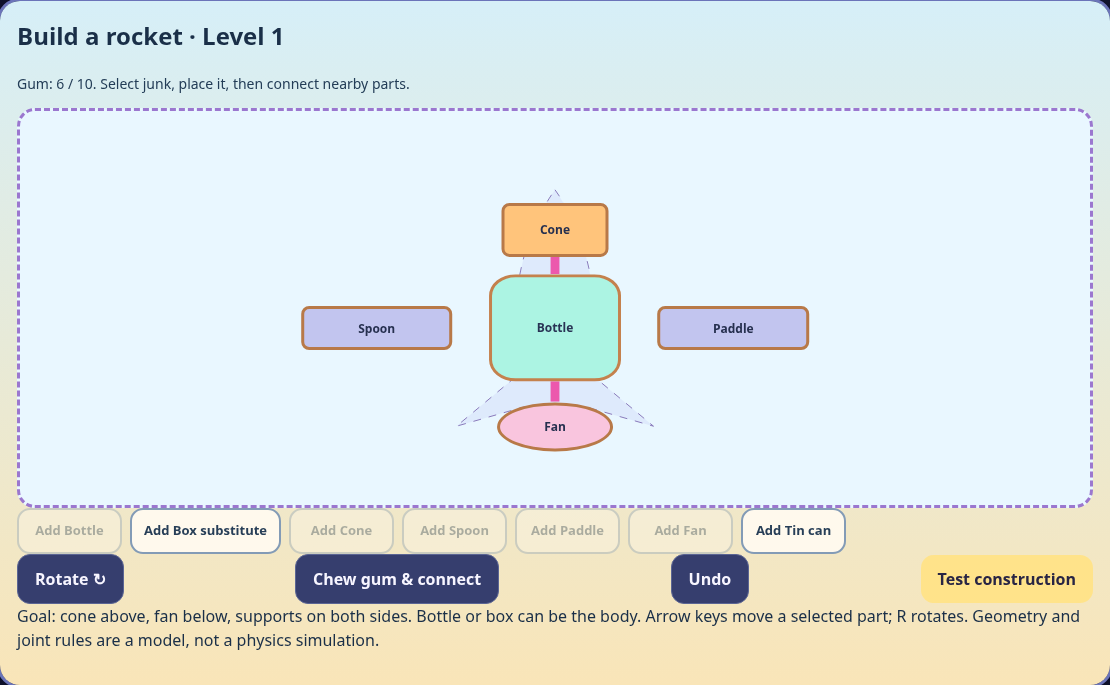 Build a rocket · Level 1
Gum: 6 / 10. Select junk, place it, then connect nearby parts.
Cone
Spoon
Bottle
Paddle
Fan
Add Bottle
Add Box substitute
Add Cone
Add Spoon
Add Paddle
Add Fan
Add Tin can
Rotate ↻
Chew gum & connect
Undo
Test construction
Goal: cone above, fan below, supports on both sides. Bottle or box can be the body. Arrow keys move a selected part; R rotates. Geometry and
joint rules are a model, not a physics simulation.